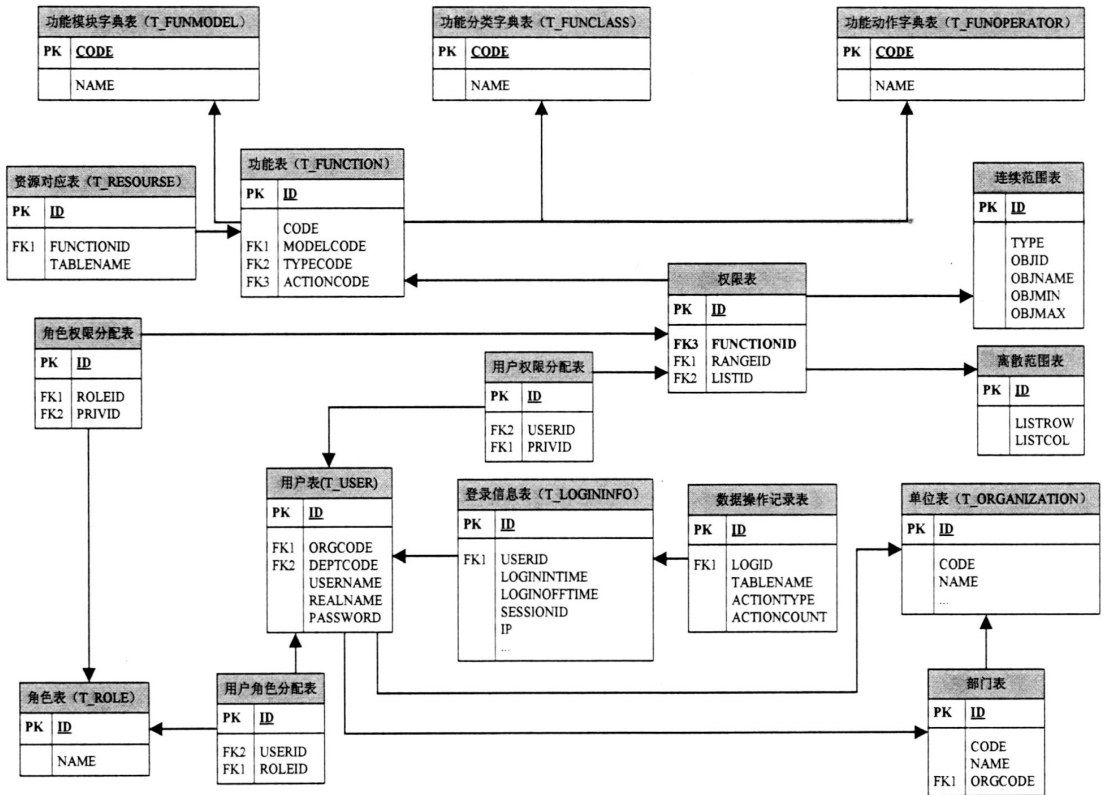 功能模块字典表（T_FUNMODEL）
PK CODE
NAME
功能分类字典表（T_FUNCLASS）
PK CODE
NAME
功能动作字典表（T_FUNOPERATOR）
PK CODE
NAME
资源对应表（T_RESOURSE）
PK ID
FK1 FUNCTIONID
TABLENAME
功能表（T_FUNCTION）
PK ID
CODE
FK1 MODELCODE
FK2 TYPECODE
FK3 ACTIONCODE
连续范围表
PK ID
TYPE
OBJID
OBJNAME
OBJMIN
OBJMAX
权限表
PK ID
FK3 FUNCTIONID
FK1 RANGEID
FK2 LISTID
角色权限分配表
PK ID
FK1 ROLEID
FK2 PRIVID
用户权限分配表
PK ID
FK2 USERID
FK1 PRIVID
离散范围表
PK ID
LISTROW
LISTCOL
用户表(T_USER)
PK ID
FK1 ORGCODE
FK2 DEPTCODE
USERNAME
REALNAME
PASSWORD
登录信息表（T_LOGININFO）
PK ID
FK1 USERID
LOGININTIME
LOGINOFFTIME
SESSIONID
IP
...
数据操作记录表
PK ID
FK1 LOGID
TABLENAME
ACTIONTYPE
ACTIONCOUNT
单位表（T_ORGANIZATION）
PK ID
CODE
NAME
...
角色表（T_ROLE）
PK ID
NAME
用户角色分配表
PK ID
FK2 USERID
FK1 ROLEID
部门表
PK ID
CODE
NAME
FK1 ORGCODE